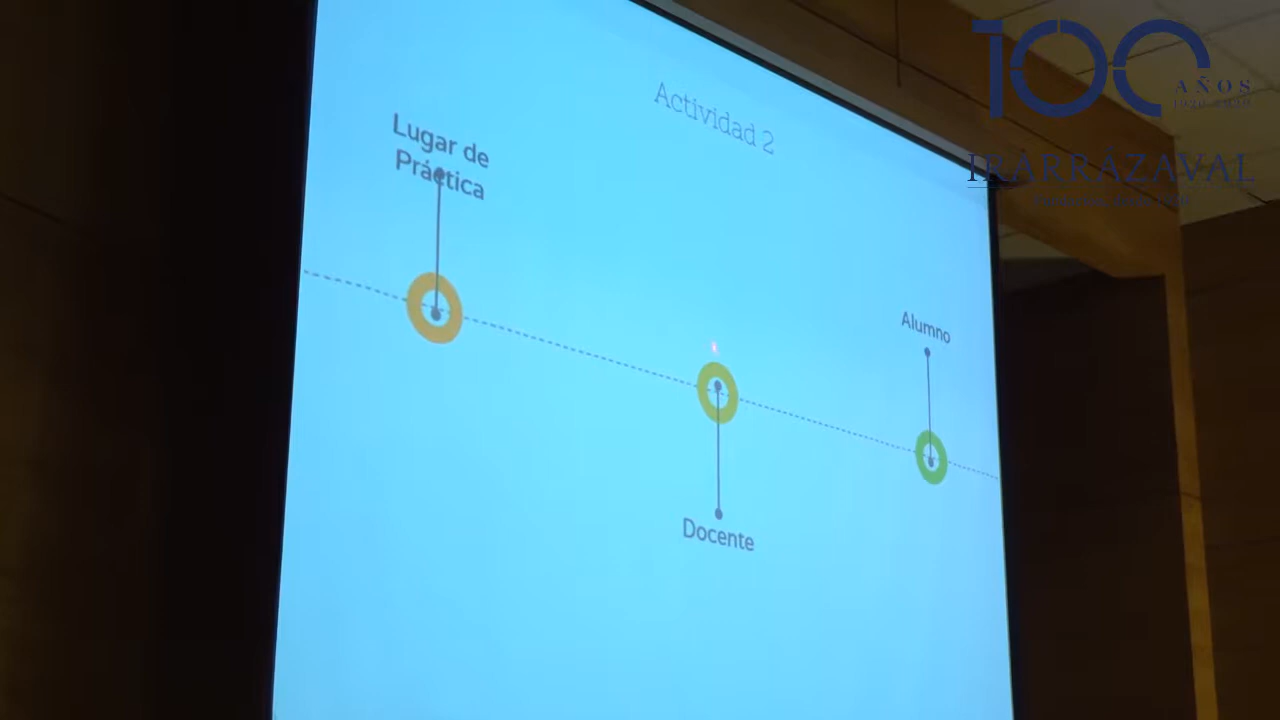 Actividad 2
Lugar de
Práctica
Alumno
Docente
100
AÑOS
IRARRÁZAVAL